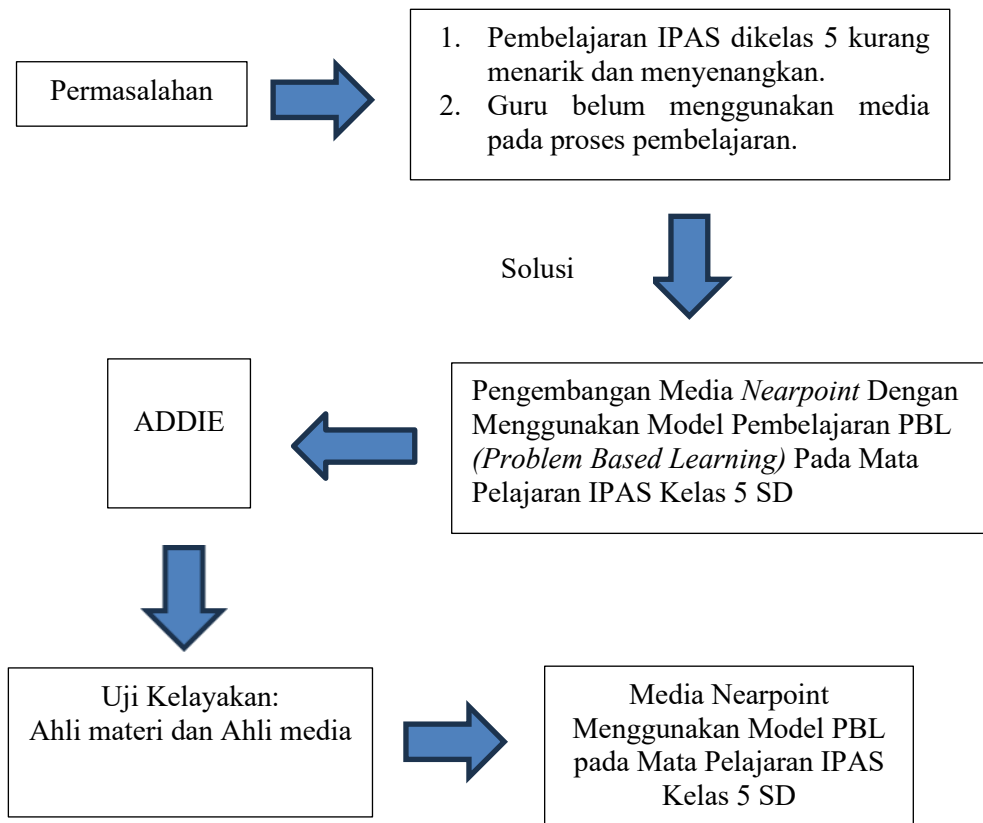 Permasalahan
1. Pembelajaran IPAS dikelas 5 kurang
menarik dan menyenangkan.
2. Guru belum menggunakan media
pada proses pembelajaran.
Solusi
Pengembangan Media Nearpoint Dengan
Menggunakan Model Pembelajaran PBL
(Problem Based Learning) Pada Mata
Pelajaran IPAS Kelas 5 SD
ADDIE
Uji Kelayakan:
Ahli materi dan Ahli media
Media Nearpoint
Menggunakan Model PBL
pada Mata Pelajaran IPAS
Kelas 5 SD